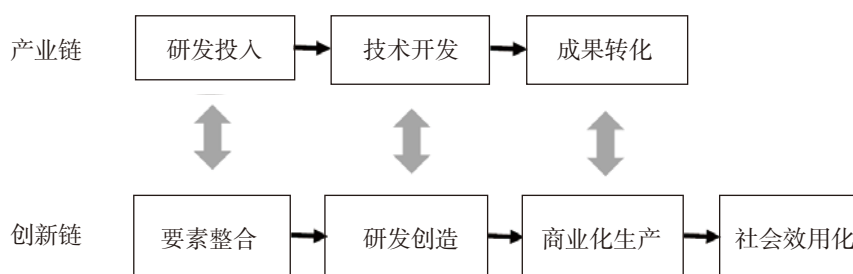 产业链 研发投入 技术开发 成果转化
创新链 要素整合 研发创造 商业化生产 社会效用化